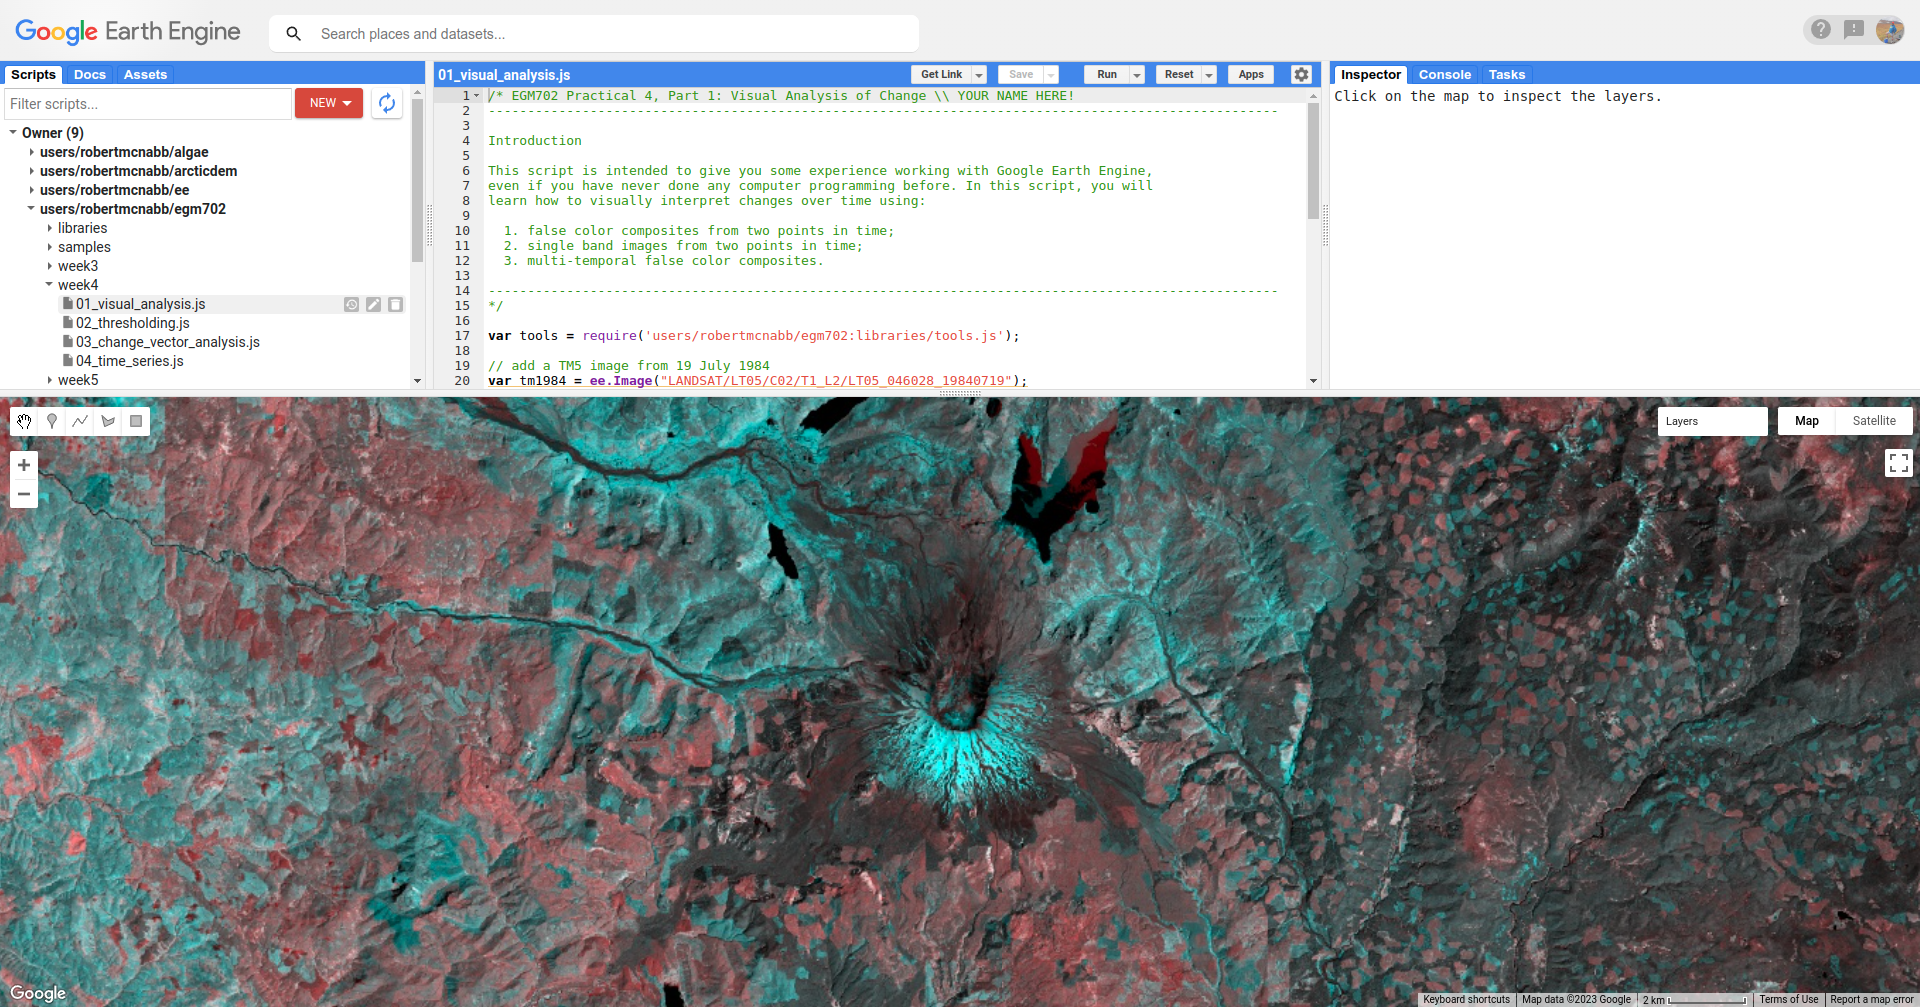 Google Earth Engine
Search places and datasets...
Scripts Docs Assets
Filter scripts...
NEW
Owner (9)
users/robertmcnabb/algae
users/robertmcnabb/arcticdem
users/robertmcnabb/ee
users/robertmcnabb/egm702
libraries
samples
week3
week4
01_visual_analysis.js
02_thresholding.js
03_change_vector_analysis.js
04_time_series.js
week5
01_visual_analysis.js
Get Link Save Run Reset Apps
1 /* EGM702 Practical 4, Part 1: Visual Analysis of Change \\ YOUR NAME HERE!
2 -----------------------------------------------------------------------------------------------------
3
4 Introduction
5
6 This script is intended to give you some experience working with Google Earth Engine,
7 even if you have never done any computer programming before. In this script, you will
8 learn how to visually interpret changes over time using:
9
10 1. false color composites from two points in time;
11 2. single band images from two points in time;
12 3. multi-temporal false color composites.
13
14 -----------------------------------------------------------------------------------------------------
15 */
16
17 var tools = require('users/robertmcnabb/egm702:libraries/tools.js');
18
19 // add a TM5 image from 19 July 1984
20 var tm1984 = ee.Image("LANDSAT/LT05/C02/T1_L2/LT05_046028_19840719");
Inspector Console Tasks
Click on the map to inspect the layers.
Layers
Map Satellite
Google
Keyboard shortcuts Map data ©2023 Google 2 km Terms of Use Report a map error